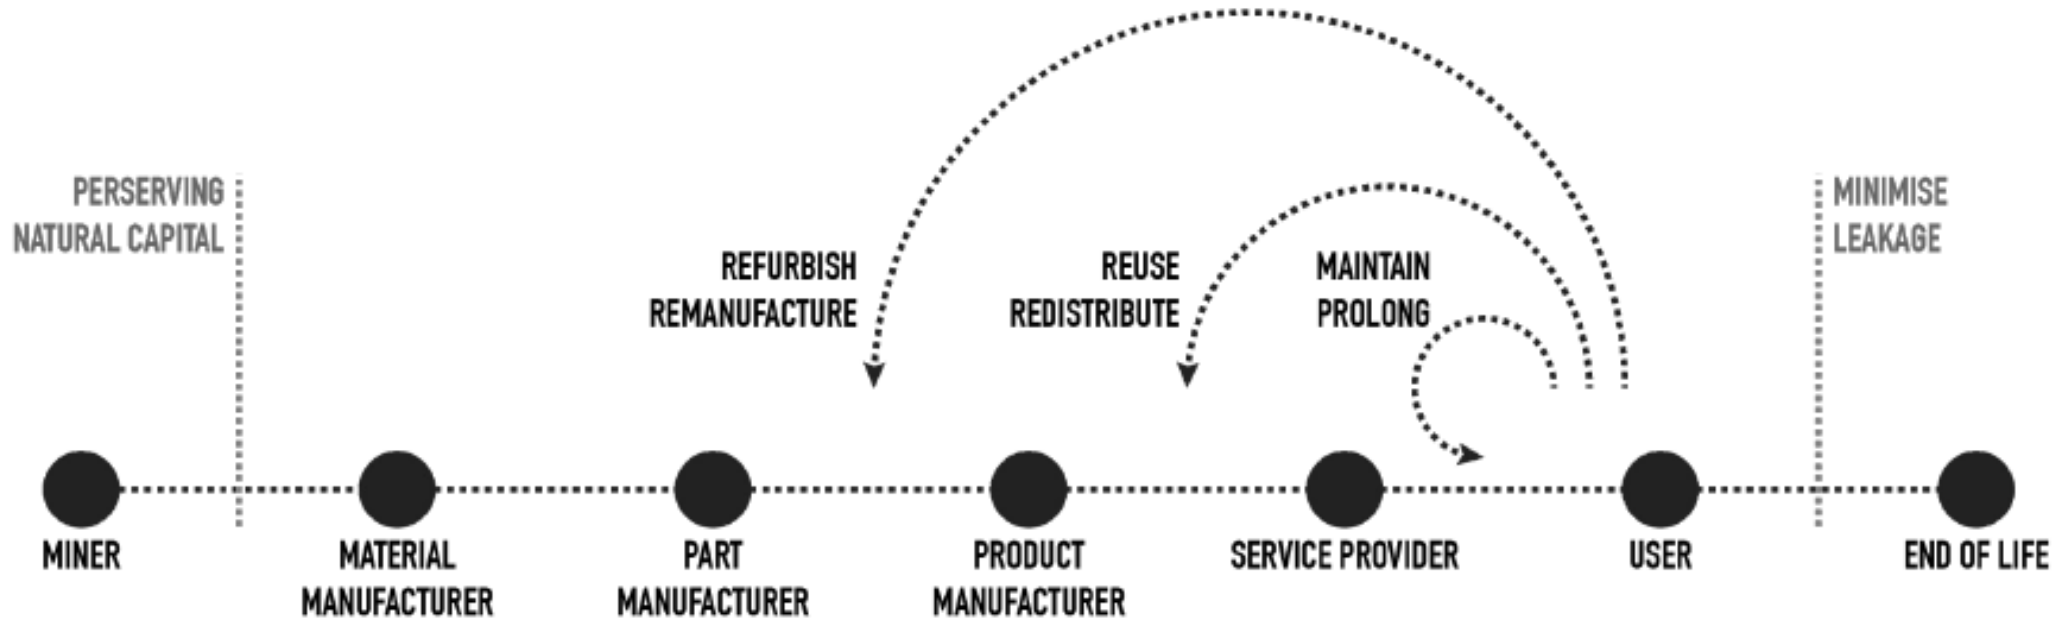 PERSERVING
NATURAL CAPITAL
REFURBISH
REMANUFACTURE
REUSE
REDISTRIBUTE
MAINTAIN
PROLONG
MINIMISE
LEAKAGE
MINER
MATERIAL
MANUFACTURER
PART
MANUFACTURER
PRODUCT
MANUFACTURER
SERVICE PROVIDER
USER
END OF LIFE